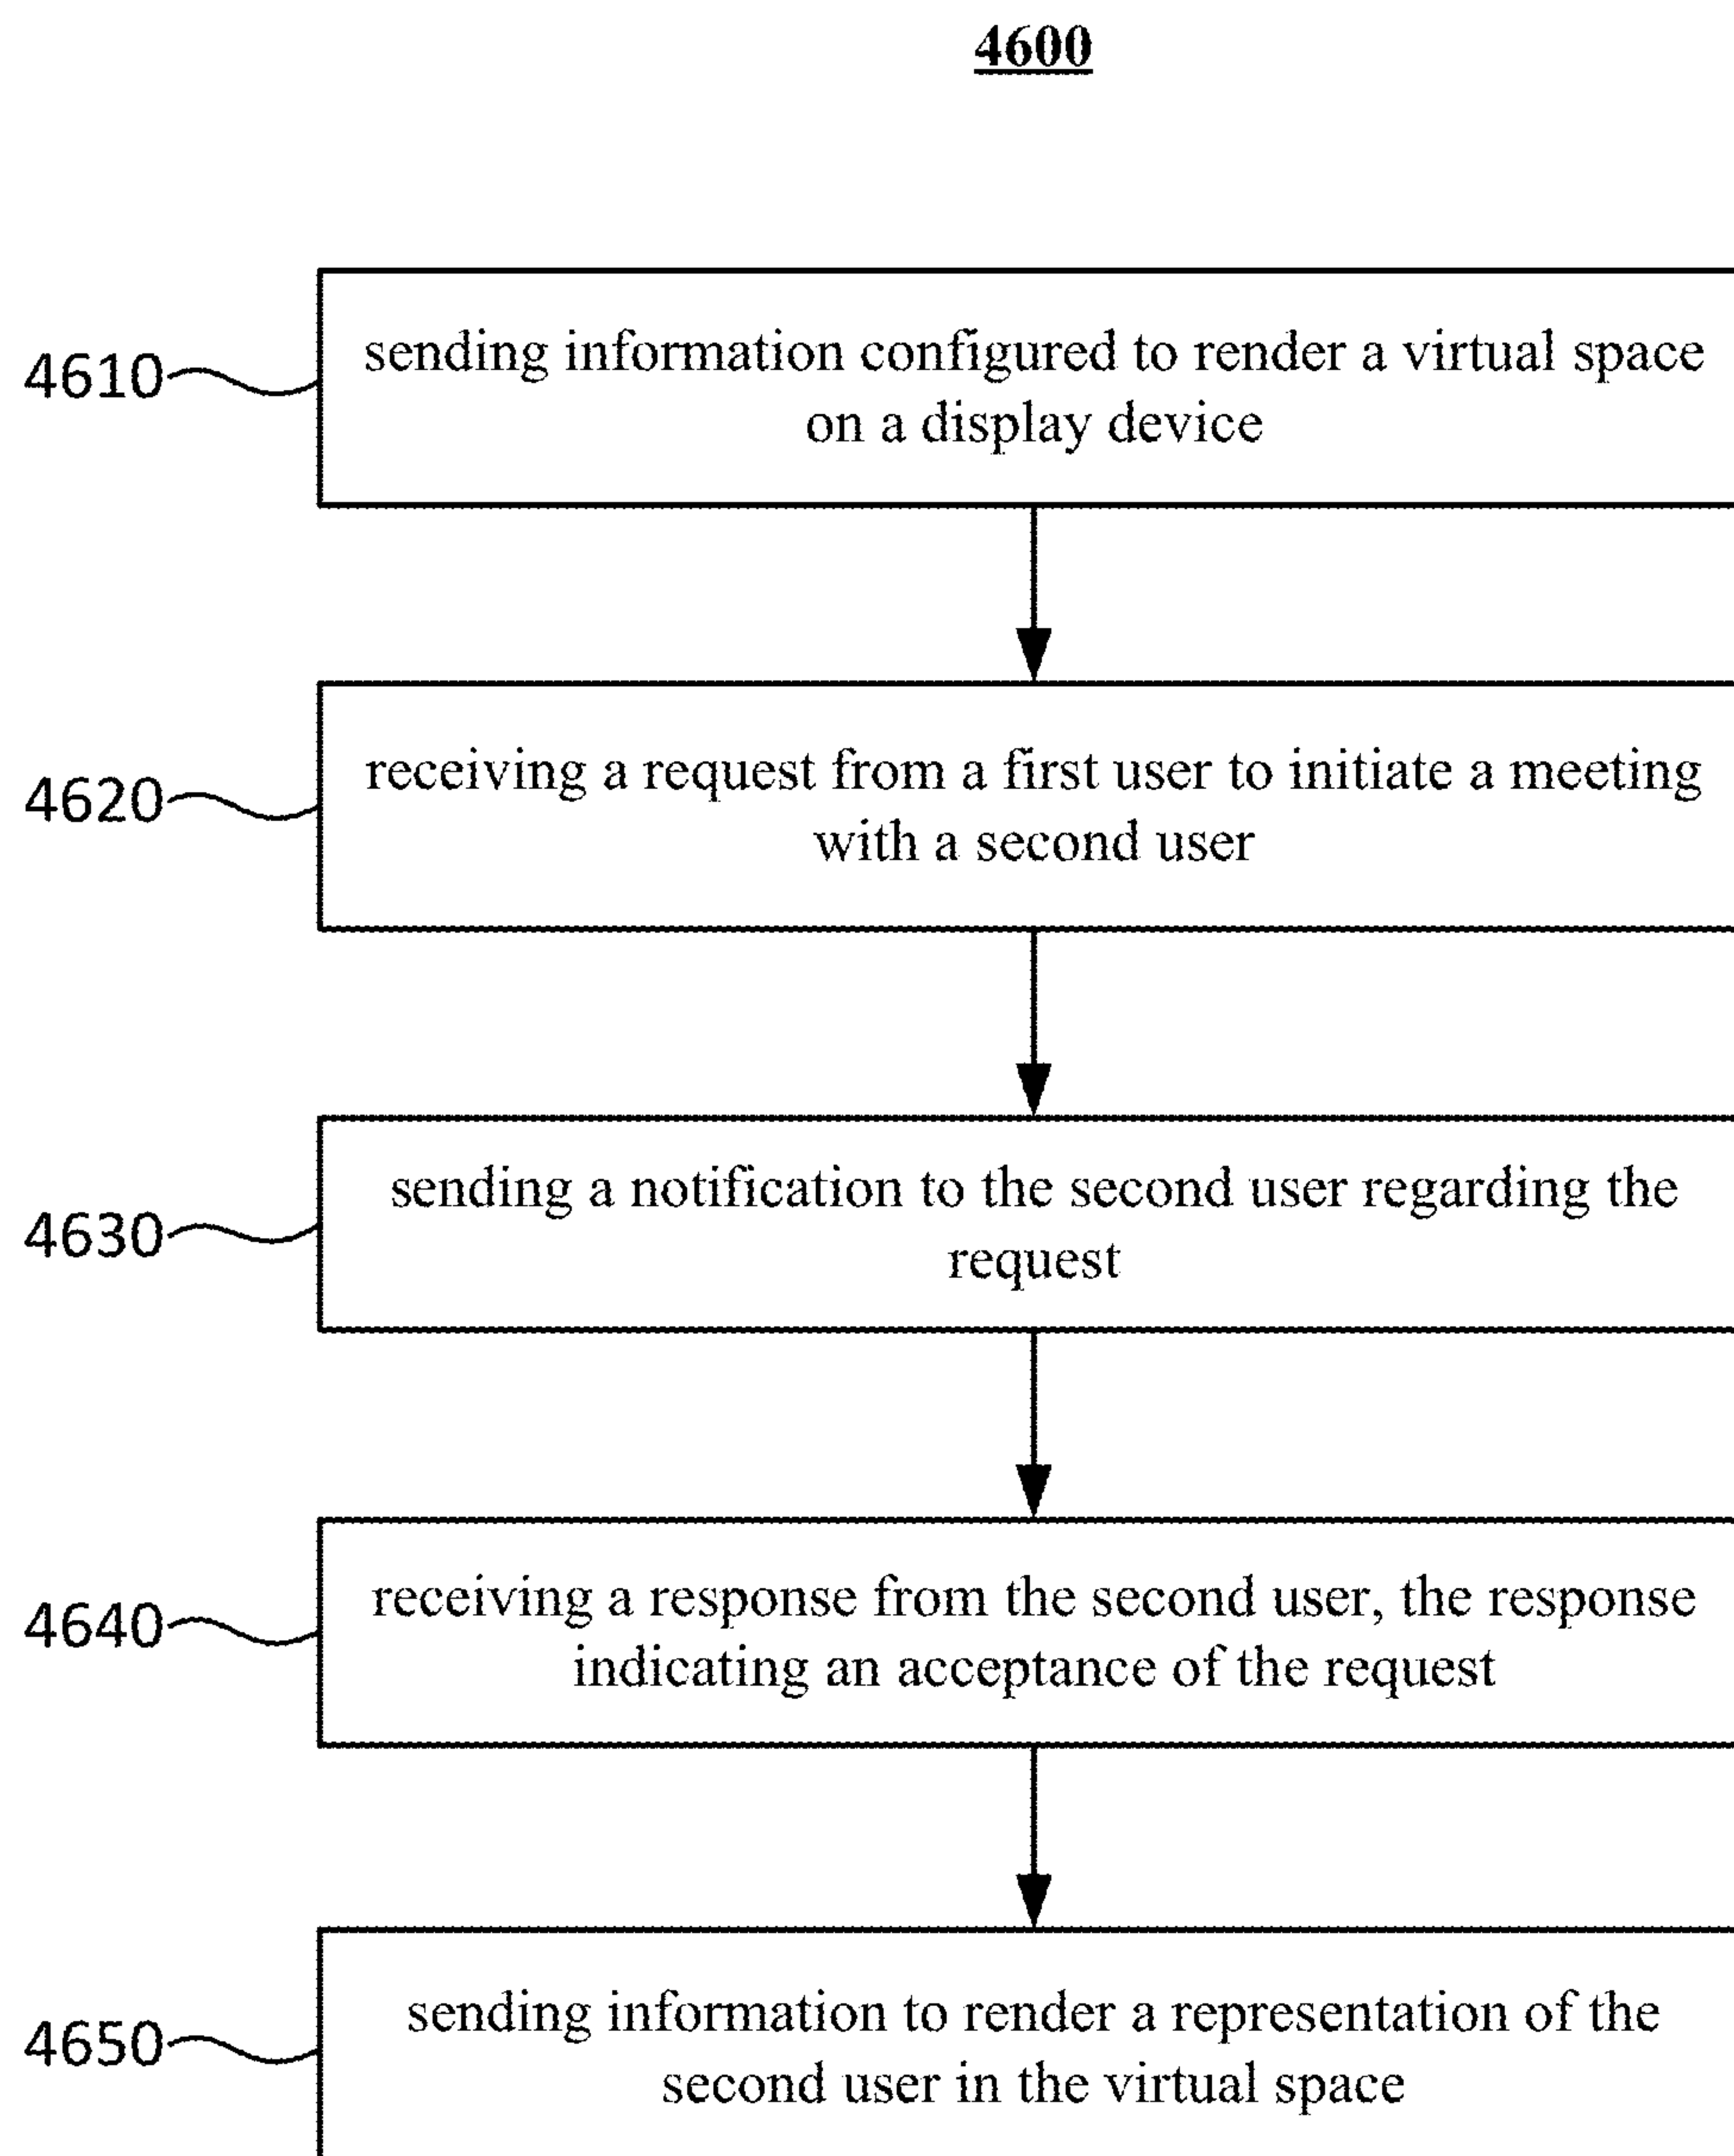 4600
4610
sending information configured to render a virtual space
on a display device
4620
receiving a request from a first user to initiate a meeting
with a second user
4630
sending a notification to the second user regarding the
request
4640
receiving a response from the second user, the response
indicating an acceptance of the request
4650
sending information to render a representation of the
second user in the virtual space